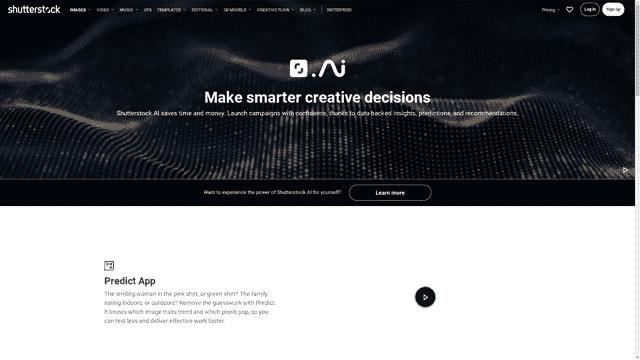 shutterstock IMAGES VIDEO MUSIC SFX TEMPLATES EDITORIAL 3D MODELS CREATIVE FLOW BLOG ENTERPRISE Pricing Log in Sign up
.Ai
Make smarter creative decisions
Shutterstock.AI saves time and money. Launch campaigns with confidence, thanks to data-backed insights, predictions, and recommendations.
Want to experience the power of Shutterstock.AI for yourself? Learn more
Predict App
The smiling woman in the pink shirt, or green shirt? The family
eating indoors, or outdoors? Remove the guesswork with Predict.
It knows which image traits trend and which pixels pop, so you
can test less and deliver effective work faster.